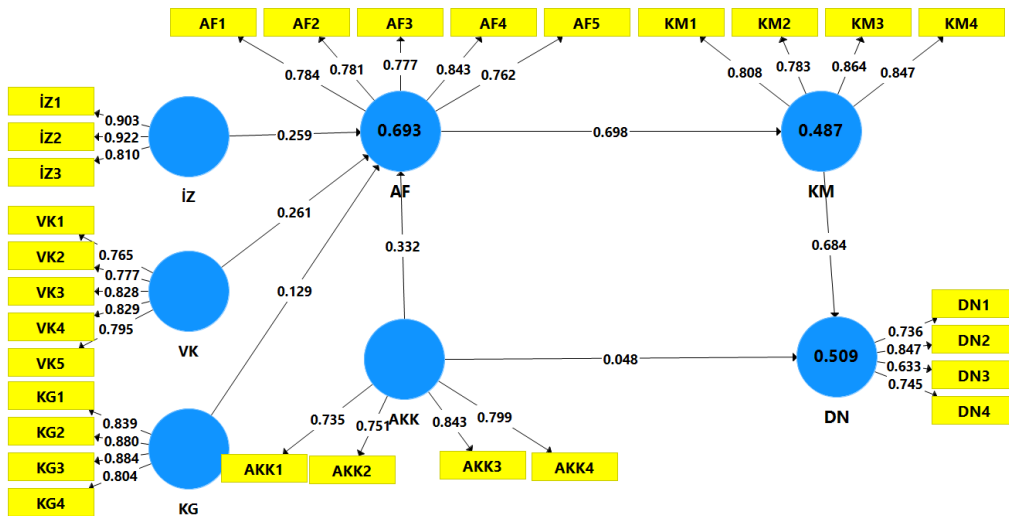 AF1 AF2 AF3 AF4 AF5 KM1 KM2 KM3 KM4
0.784 0.781 0.777 0.843 0.762 0.808 0.783 0.864 0.847
İZ1
İZ2
İZ3
0.903
0.922
0.810
İZ
0.259
0.693
AF
0.698
0.487
KM
VK1
VK2
VK3
VK4
VK5
0.765
0.777
0.828
0.829
0.795
VK
0.261
0.129
0.332
0.684
KG1
KG2
KG3
KG4
0.839
0.880
0.884
0.804
KG
AKK
0.048
0.735 0.751 0.843 0.799
AKK1 AKK2 AKK3 AKK4
0.509
DN
0.736
0.847
0.633
0.745
DN1
DN2
DN3
DN4